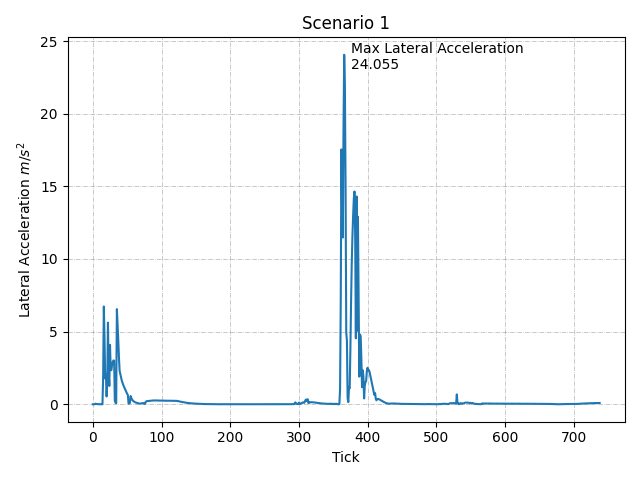 Scenario 1
Max Lateral Acceleration
24.055
Lateral Acceleration m/s²
25
20
15
10
5
0
0 100 200 300 400 500 600 700
Tick